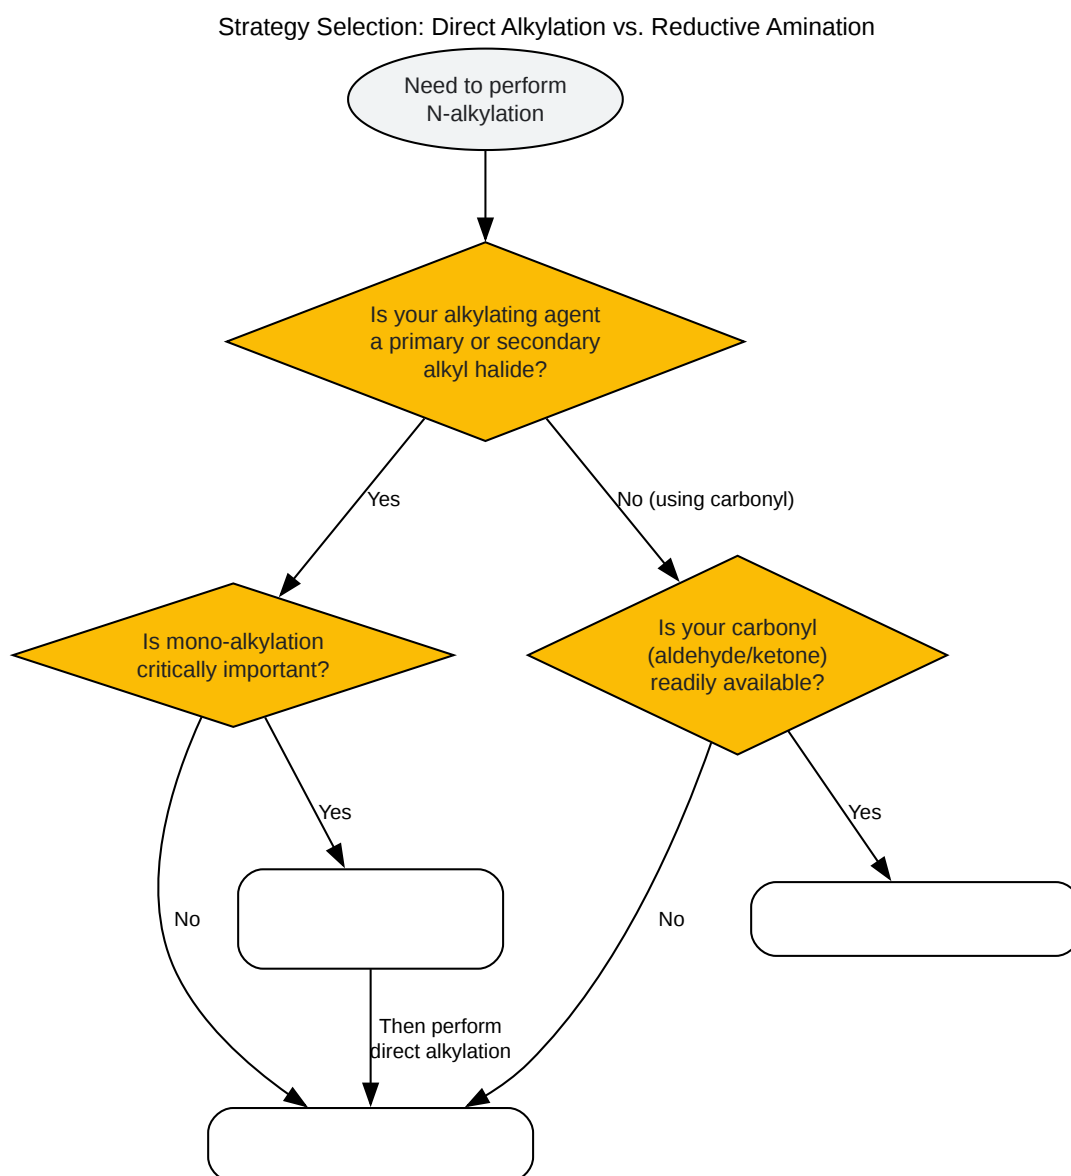 Strategy Selection: Direct Alkylation vs. Reductive Amination
Need to perform
N-alkylation
Is your alkylating agent
a primary or secondary
alkyl halide?
Yes
No (using carbonyl)
Is mono-alkylation
critically important?
Is your carbonyl
(aldehyde/ketone)
readily available?
Yes
Yes
No
No
Then perform
direct alkylation